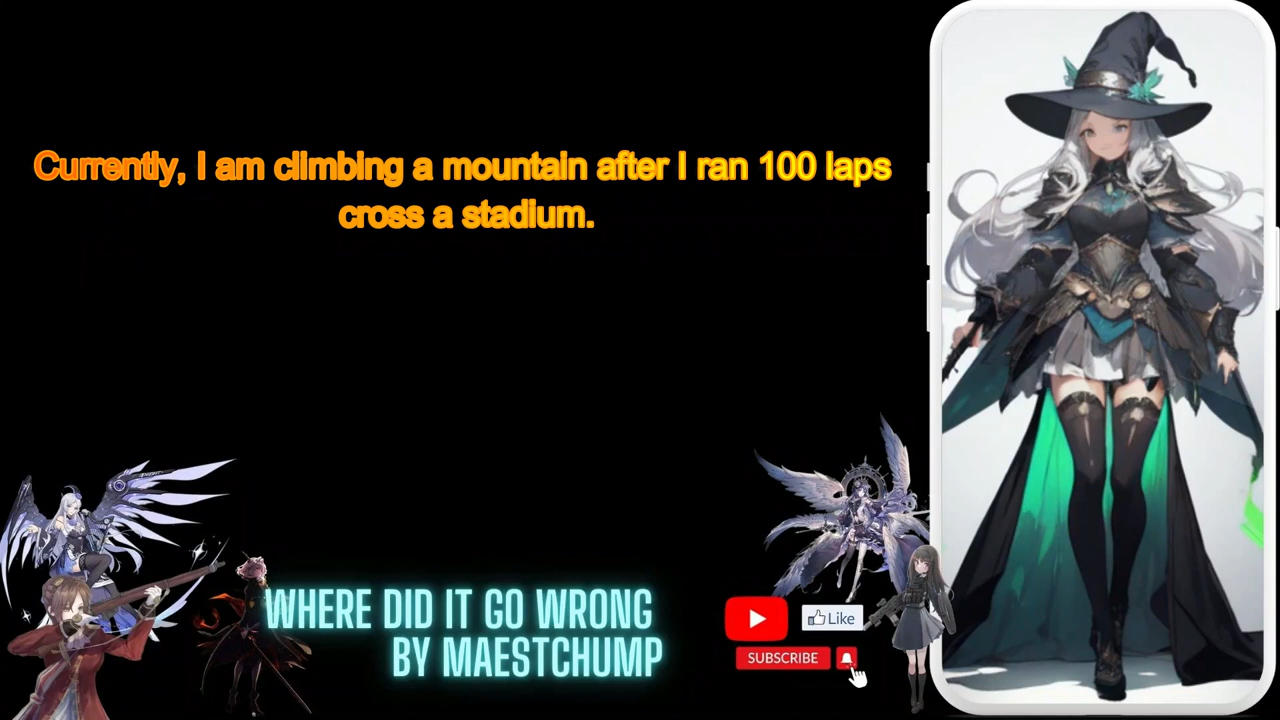 Currently, I am climbing a mountain after I ran 100 laps
cross a stadium.
WHERE DID IT GO WRONG
BY MAESTCHUMP
Like
SUBSCRIBE